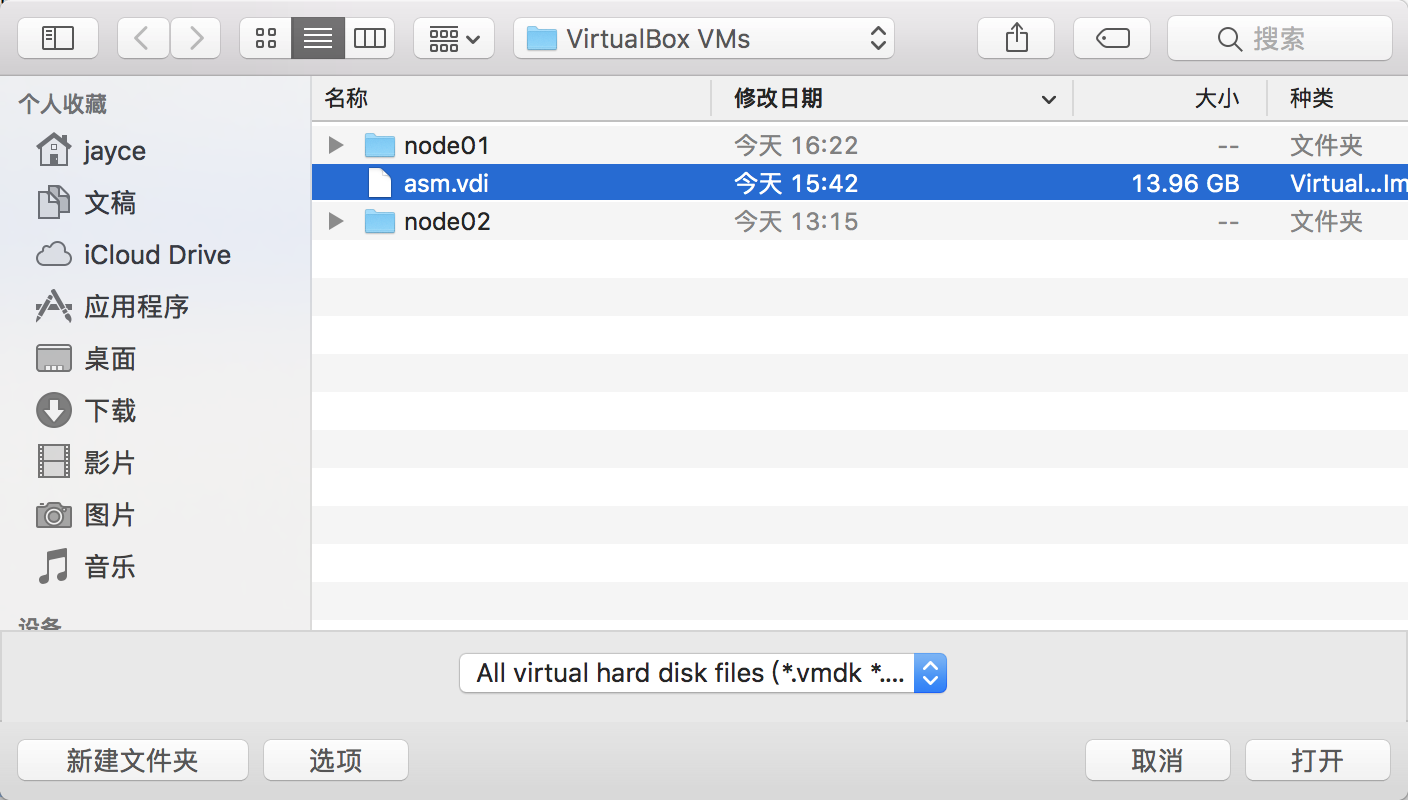 VirtualBox VMs
搜索
个人收藏
jayce
文稿
iCloud Drive
应用程序
桌面
下载
影片
图片
音乐
设备
名称 修改日期 大小 种类
node01 今天 16:22 -- 文件夹
asm.vdi 今天 15:42 13.96 GB Virtual...Im
node02 今天 13:15 -- 文件夹
All virtual hard disk files (*.vmdk *....
新建文件夹 选项 取消 打开